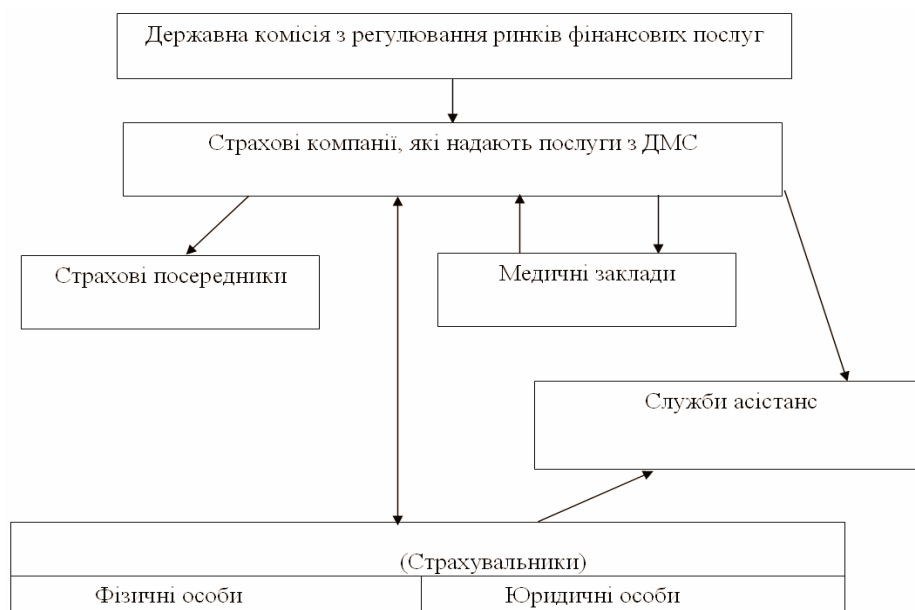 Державна комісія з регулювання ринків фінансових послуг
Страхові компанії, які надають послуги з ДМС
Страхові посередники
Медичні заклади
Служби асістанс
(Страхувальники)
Фізичні особи
Юридичні особи